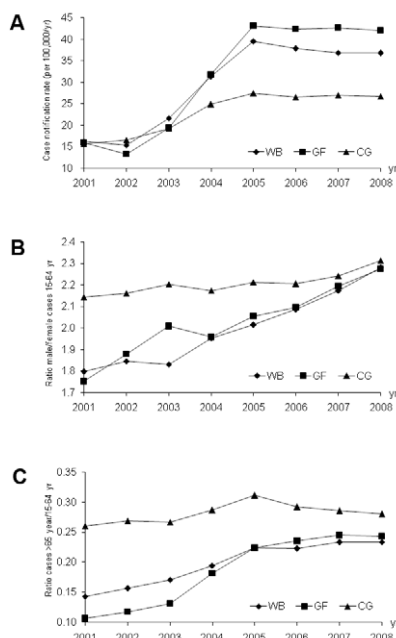 A
Case notification rate (per 100,000/yr)
50
45
40
35
30
25
20
15
10
WB GF CG
2001 2002 2003 2004 2005 2006 2007 2008 yr
B
Ratio male/female cases 15-64
2.4
2.3
2.2
2.1
2.0
1.9
1.8
1.7
WB GF CG
2001 2002 2003 2004 2005 2006 2007 2008 yr
C
Ratio cases >65 year/15-64 yr
0.35
0.30
0.25
0.20
0.15
0.10
WB GF CG
2001 2002 2003 2004 2005 2006 2007 2008 yr